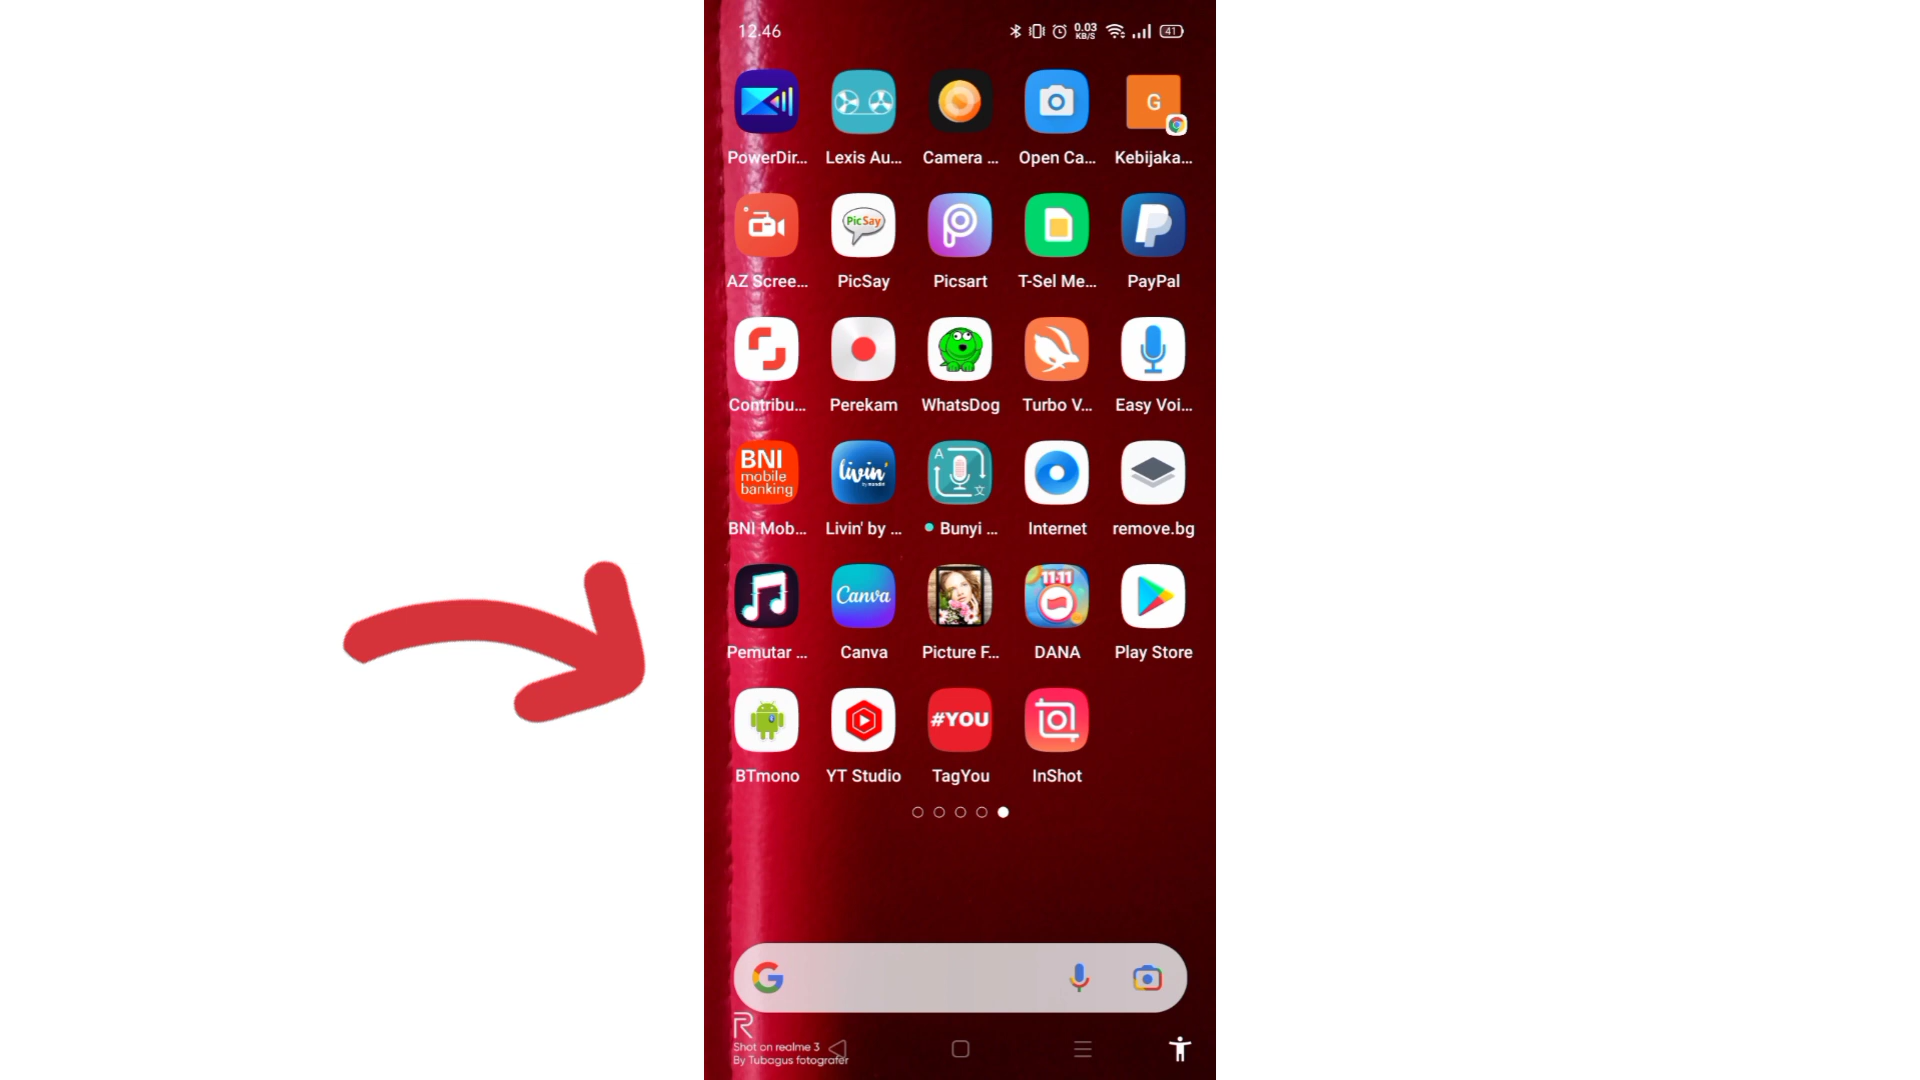 12.46 0.03 KB/S 41
G
PowerDir... Lexis Au... Camera ... Open Ca... Kebijaka...
PicSay
AZ Scree... PicSay Picsart T-Sel Me... PayPal
Contribu... Perekam WhatsDog Turbo V... Easy Voi...
BNI mobile banking livin' by mandiri A 文
BNI Mob... Livin' by ... Bunyi ... Internet remove.bg
Canva 11.11
Pemutar ... Canva Picture F... DANA Play Store
#YOU
BTmono YT Studio TagYou InShot
Shot on realme 3
By Tubagus fotografer